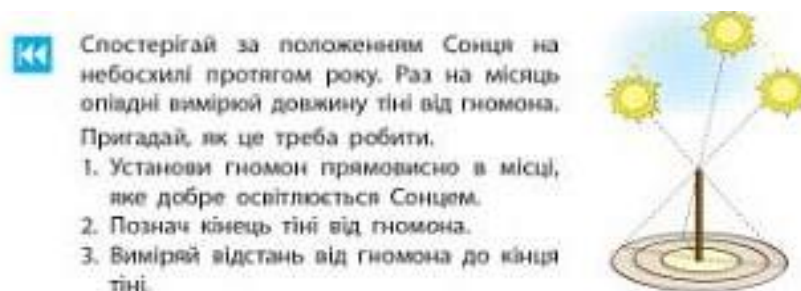 Спостерігай за положенням Сонця на
небосхилі протягом року. Раз на місяць
опівдні вимірюй довжину тіні від гномона.
Пригадай, як це треба робити.
1. Установи гномон прямовисно в місці,
яке добре освітлюється Сонцем.
2. Познач кінець тіні від гномона.
3. Виміряй відстань від гномона до кінця
тіні.